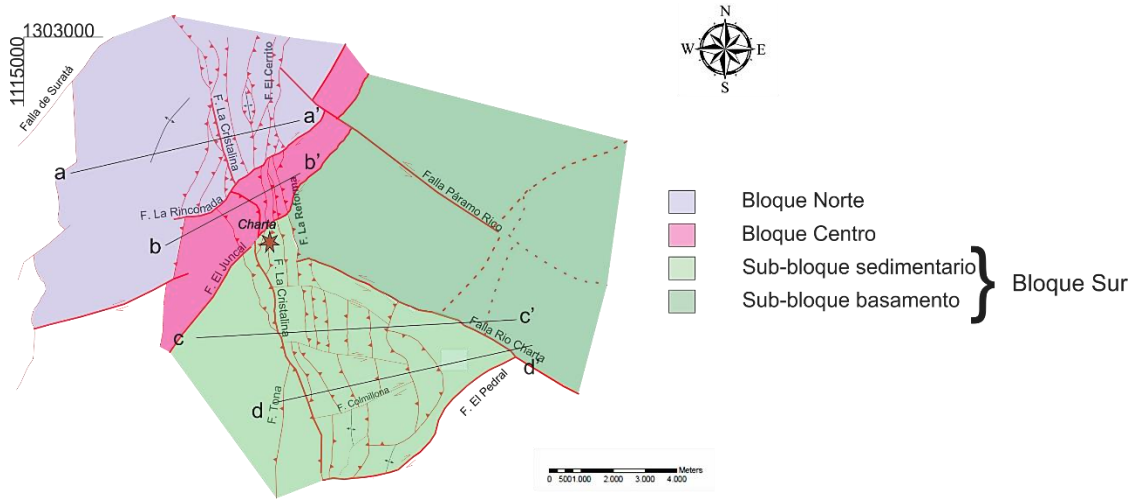 1303000
1115000
Falla de Suratá
F. La Cristalina
F. El Cerrito
a
a'
b'
F. La Rinconada
b
Charta
F. La Reforma
F. El Juncal
F. La Cristalina
Falla Páramo Rico
c
c'
Falla Rio Charta
d'
d
F. Tona
F. Colmillona
F. El Pedral
N
W
E
S
Bloque Norte
Bloque Centro
Sub-bloque sedimentario
Sub-bloque basamento
Bloque Sur
0 500 1.000 2.000 3.000 4.000 Meters